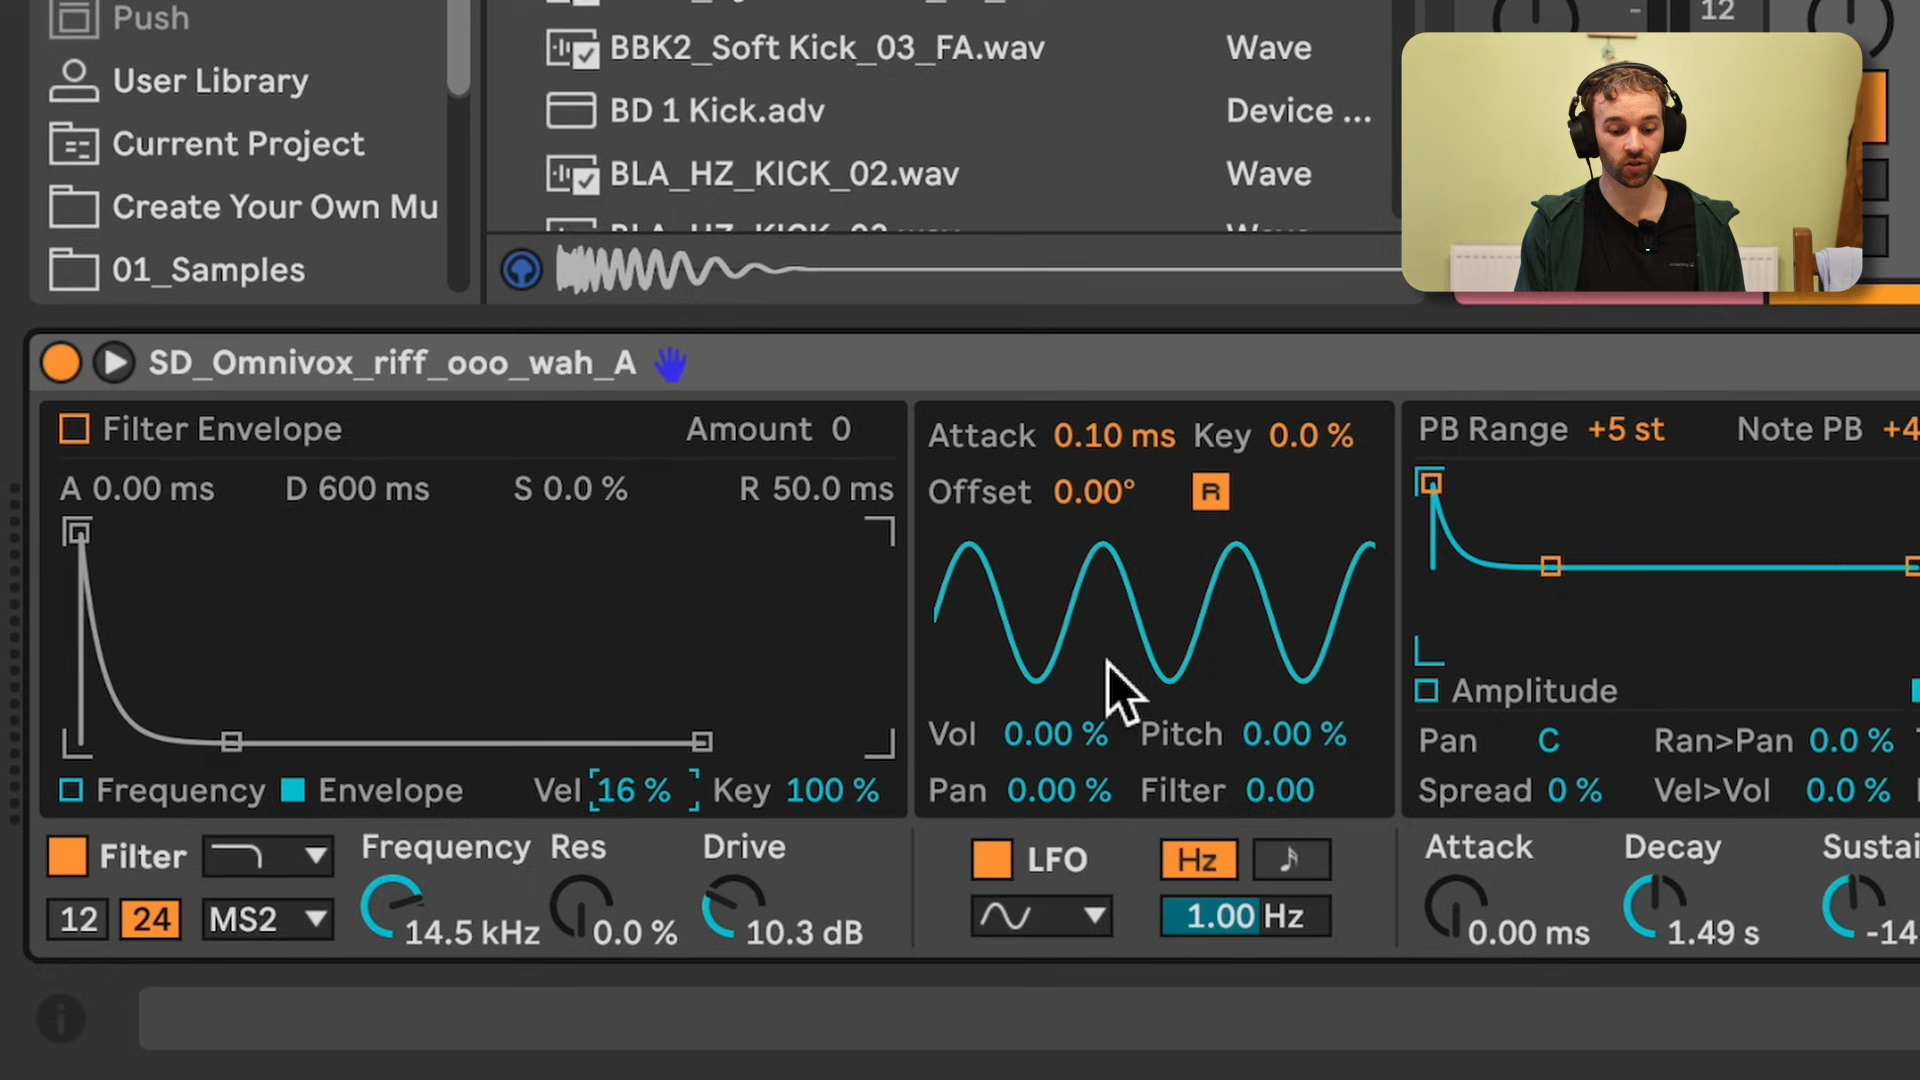 Push
User Library
Current Project
Create Your Own Mu
01_Samples
BBK2_Soft Kick_03_FA.wav Wave
BD 1 Kick.adv Device ...
BLA_HZ_KICK_02.wav Wave
12
SD_Omnivox_riff_ooo_wah_A
Filter Envelope Amount 0
A 0.00 ms D 600 ms S 0.0 % R 50.0 ms
Frequency Envelope Vel 16 % Key 100 %
Filter
12 24 MS2
Frequency Res Drive
14.5 kHz 0.0 % 10.3 dB
Attack 0.10 ms Key 0.0 %
Offset 0.00° R
Vol 0.00 % Pitch 0.00 %
Pan 0.00 % Filter 0.00
LFO Hz
1.00 Hz
PB Range +5 st Note PB +4
Amplitude
Pan C Ran>Pan 0.0 %
Spread 0 % Vel>Vol 0.0 %
Attack Decay Sustai
0.00 ms 1.49 s -14